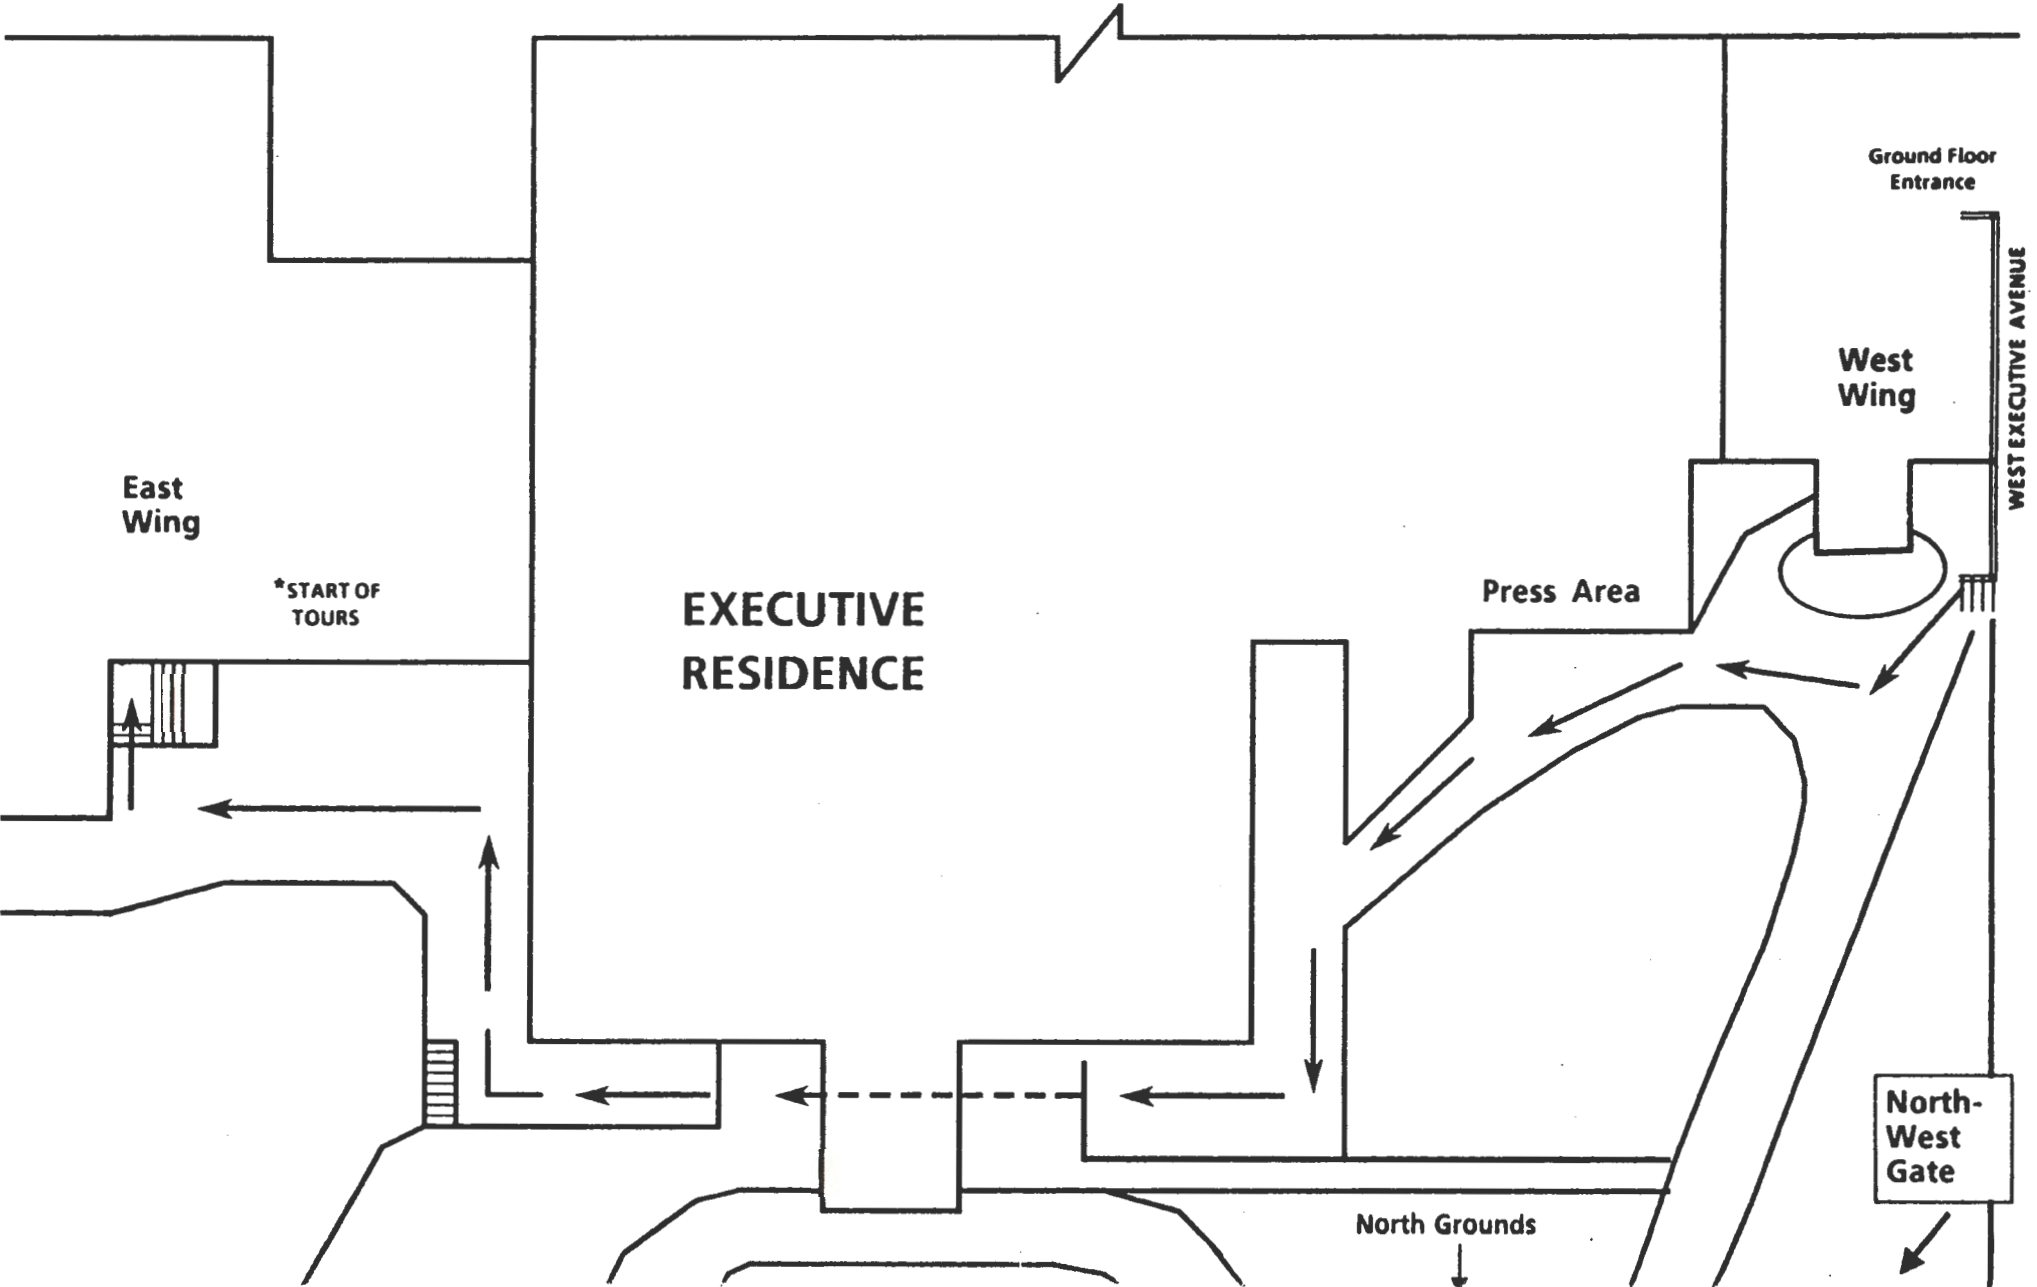 Ground Floor
Entrance
WEST EXECUTIVE AVENUE
West
Wing
East
Wing
*START OF
TOURS
EXECUTIVE
RESIDENCE
Press Area
North-
West
Gate
North Grounds